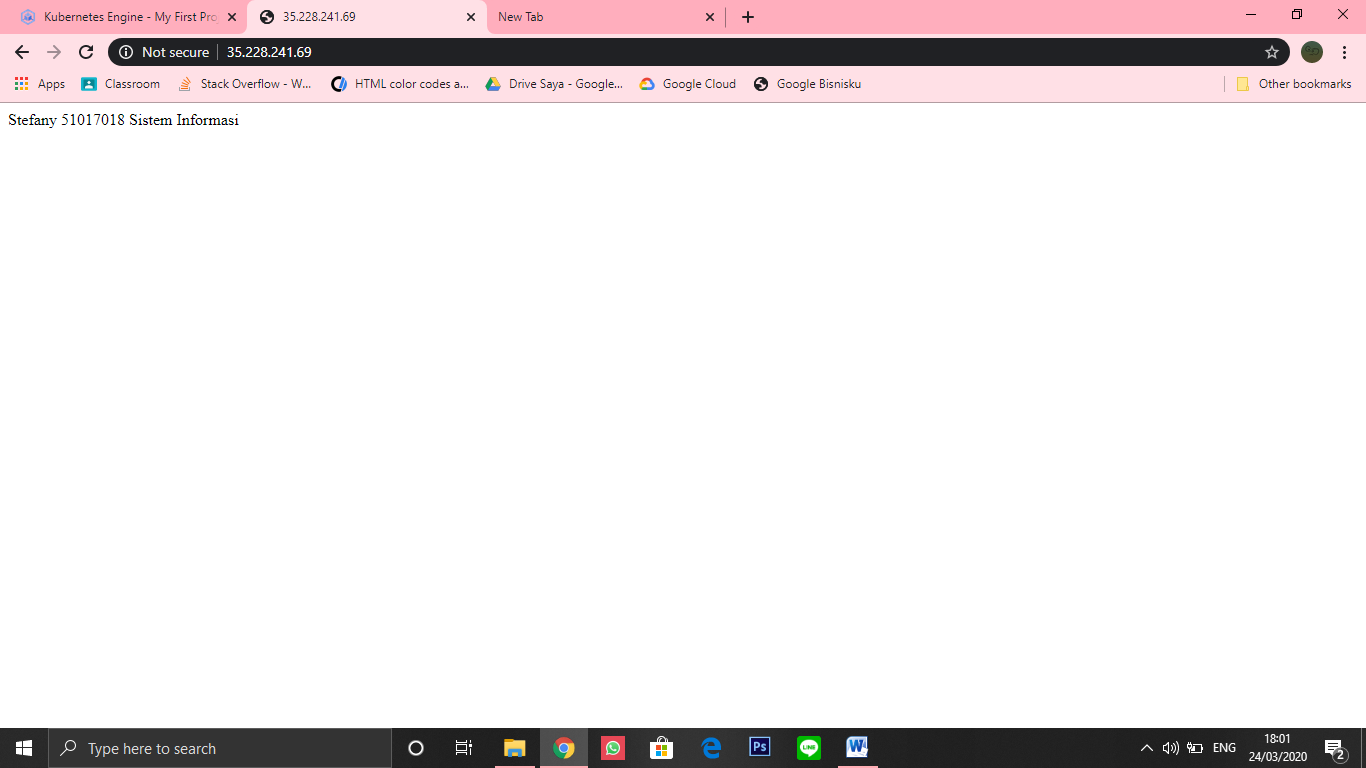 Kubernetes Engine - My First Pro
35.228.241.69
New Tab
Not secure
35.228.241.69
Apps
Classroom
Stack Overflow - W...
HTML color codes a...
Drive Saya - Google...
Google Cloud
Google Bisnisku
Other bookmarks
Stefany 51017018 Sistem Informasi
Type here to search
Ps
LINE
W
ENG
18:01
24/03/2020
2